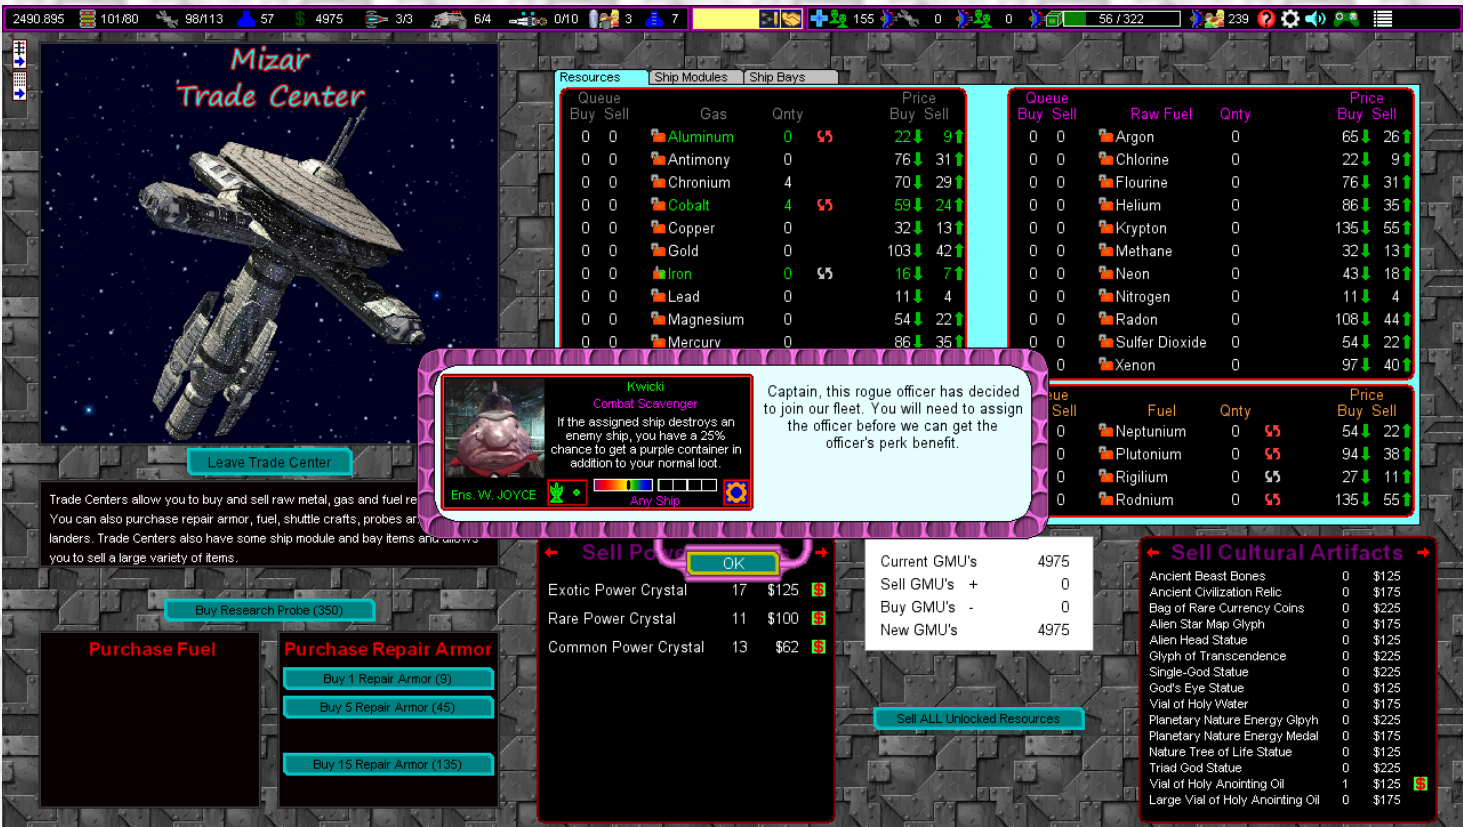 2490.895 101/80 98/113 57 $ 4975 3/3 6/4 0/10 3 7 155 0 0 56 / 322 239
Mizar
Trade Center
Leave Trade Center
Trade Centers allow you to buy and sell raw metal, gas and fuel
You can also purchase repair armor, fuel, shuttle crafts, probes
landers. Trade Centers also have some ship module and bay items and allows
you to sell a large variety of items.
Buy Research Probe (350)
Purchase Fuel
Purchase Repair Armor
Buy 1 Repair Armor (9)
Buy 5 Repair Armor (45)
Buy 15 Repair Armor (135)
Resources Ship Modules Ship Bays
Queue Price
Buy Sell Gas Qnty Buy Sell
0 0 Aluminum 0 22 9
0 0 Antimony 0 76 31
0 0 Chronium 4 70 29
0 0 Cobalt 4 59 24
0 0 Copper 0 32 13
0 0 Gold 0 103 42
0 0 Iron 0 16 7
0 0 Lead 0 11 4
0 0 Magnesium 0 54 22
0 0 Mercury 0 86 35
Queue Price
Buy Sell Raw Fuel Qnty Buy Sell
0 0 Argon 0 65 26
0 0 Chlorine 0 22 9
0 0 Flourine 0 76 31
0 0 Helium 0 86 35
0 0 Krypton 0 135 55
0 0 Methane 0 32 13
0 0 Neon 0 43 18
0 0 Nitrogen 0 11 4
0 0 Radon 0 108 44
0 0 Sulfer Dioxide 0 54 22
0 0 Xenon 0 97 40
Price
Sell Fuel Qnty Buy Sell
0 Neptunium 0 54 22
0 Plutonium 0 94 38
0 Rigilium 0 27 11
0 Rodnium 0 135 55
Kwicki
Combat Scavenger
If the assigned ship destroys an
enemy ship, you have a 25%
chance to get a purple container in
addition to your normal loot.
Ens. W. JOYCE
Any Ship
Captain, this rogue officer has decided
to join our fleet. You will need to assign
the officer before we can get the
officer's perk benefit.
OK
Sell
Exotic Power Crystal 17 $125 $
Rare Power Crystal 11 $100 $
Common Power Crystal 13 $62 $
Current GMU's 4975
Sell GMU's + 0
Buy GMU's - 0
New GMU's 4975
Sell ALL Unlocked Resources
Sell Cultural Artifacts
Ancient Beast Bones 0 $125
Ancient Civilization Relic 0 $175
Bag of Rare Currency Coins 0 $225
Alien Star Map Glyph 0 $175
Alien Head Statue 0 $125
Glyph of Transcendence 0 $225
Single-God Statue 0 $225
God's Eye Statue 0 $125
Vial of Holy Water 0 $175
Planetary Nature Energy Glpyh 0 $225
Planetary Nature Energy Medal 0 $175
Nature Tree of Life Statue 0 $125
Triad God Statue 0 $225
Vial of Holy Anointing Oil 1 $125 $
Large Vial of Holy Anointing Oil 0 $175